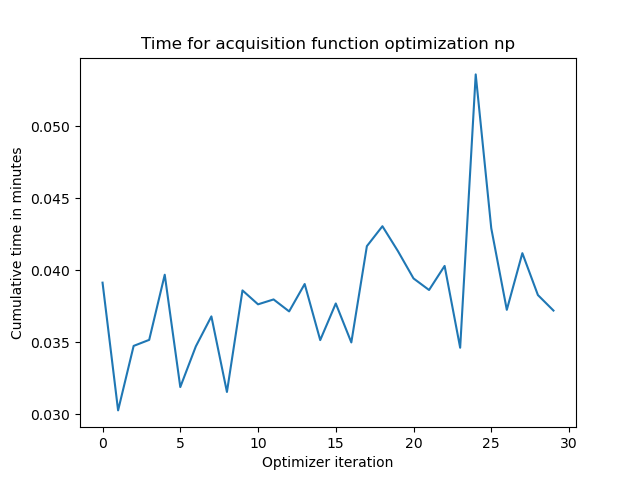 Time for acquisition function optimization np
Cumulative time in minutes
0.050
0.045
0.040
0.035
0.030
0 5 10 15 20 25 30
Optimizer iteration